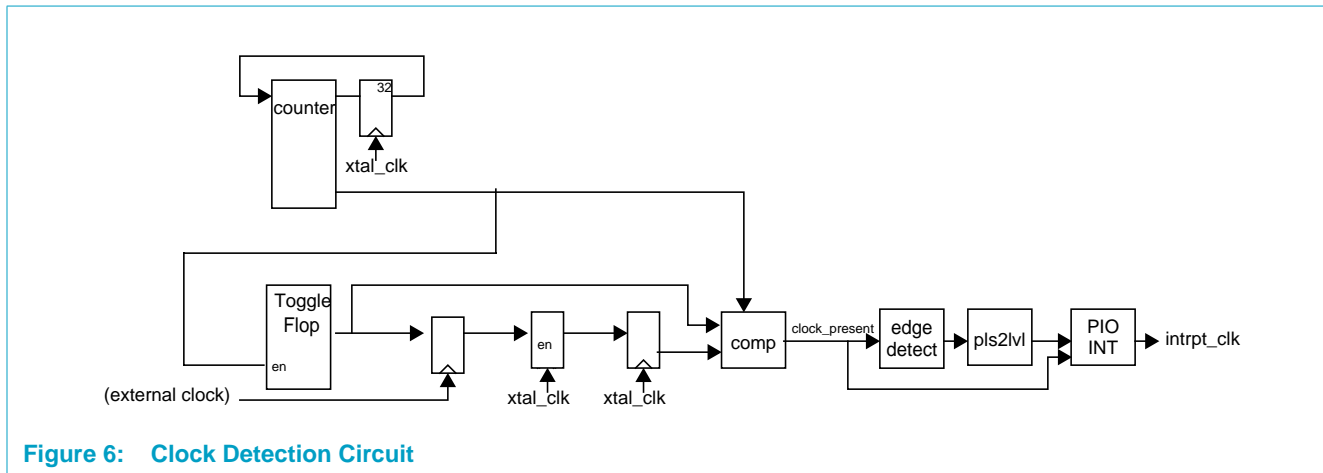 32
counter
xtal_clk
Toggle
Flop
en
(external clock)
en
xtal_clk
xtal_clk
comp
clock_present
edge
detect
pls2lvl
PIO
INT
intrpt_clk
Figure 6: Clock Detection Circuit